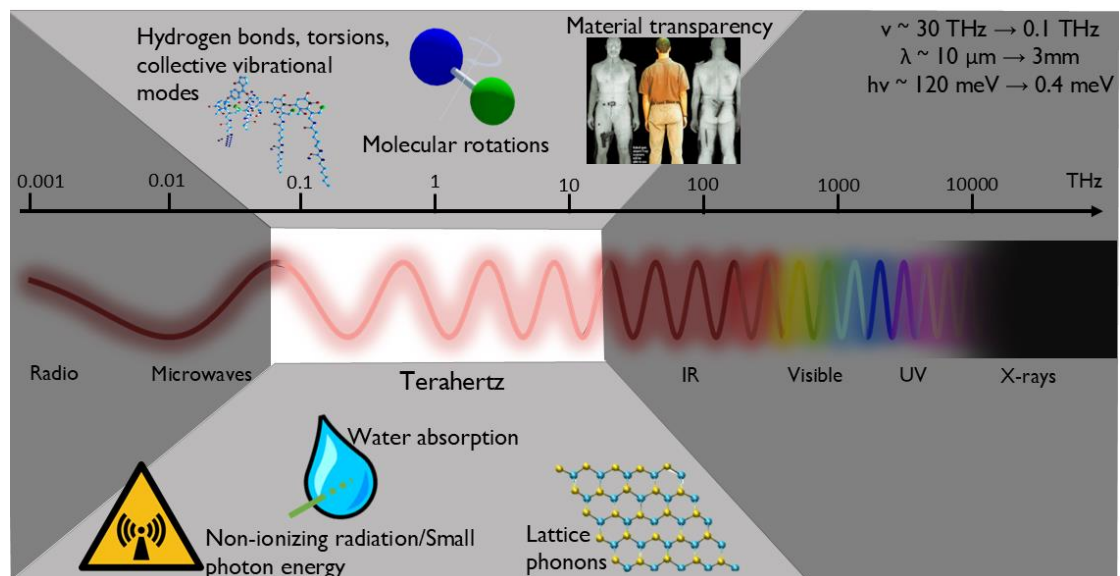 Hydrogen bonds, torsions,
collective vibrational
modes
Molecular rotations
Material transparency
ν ~ 30 THz → 0.1 THz
λ ~ 10 μm → 3mm
hν ~ 120 meV → 0.4 meV
0.001 0.01 0.1 1 10 100 1000 10000 THz
Radio Microwaves Terahertz IR Visible UV X-rays
Water absorption
Non-ionizing radiation/Small
photon energy
Lattice
phonons